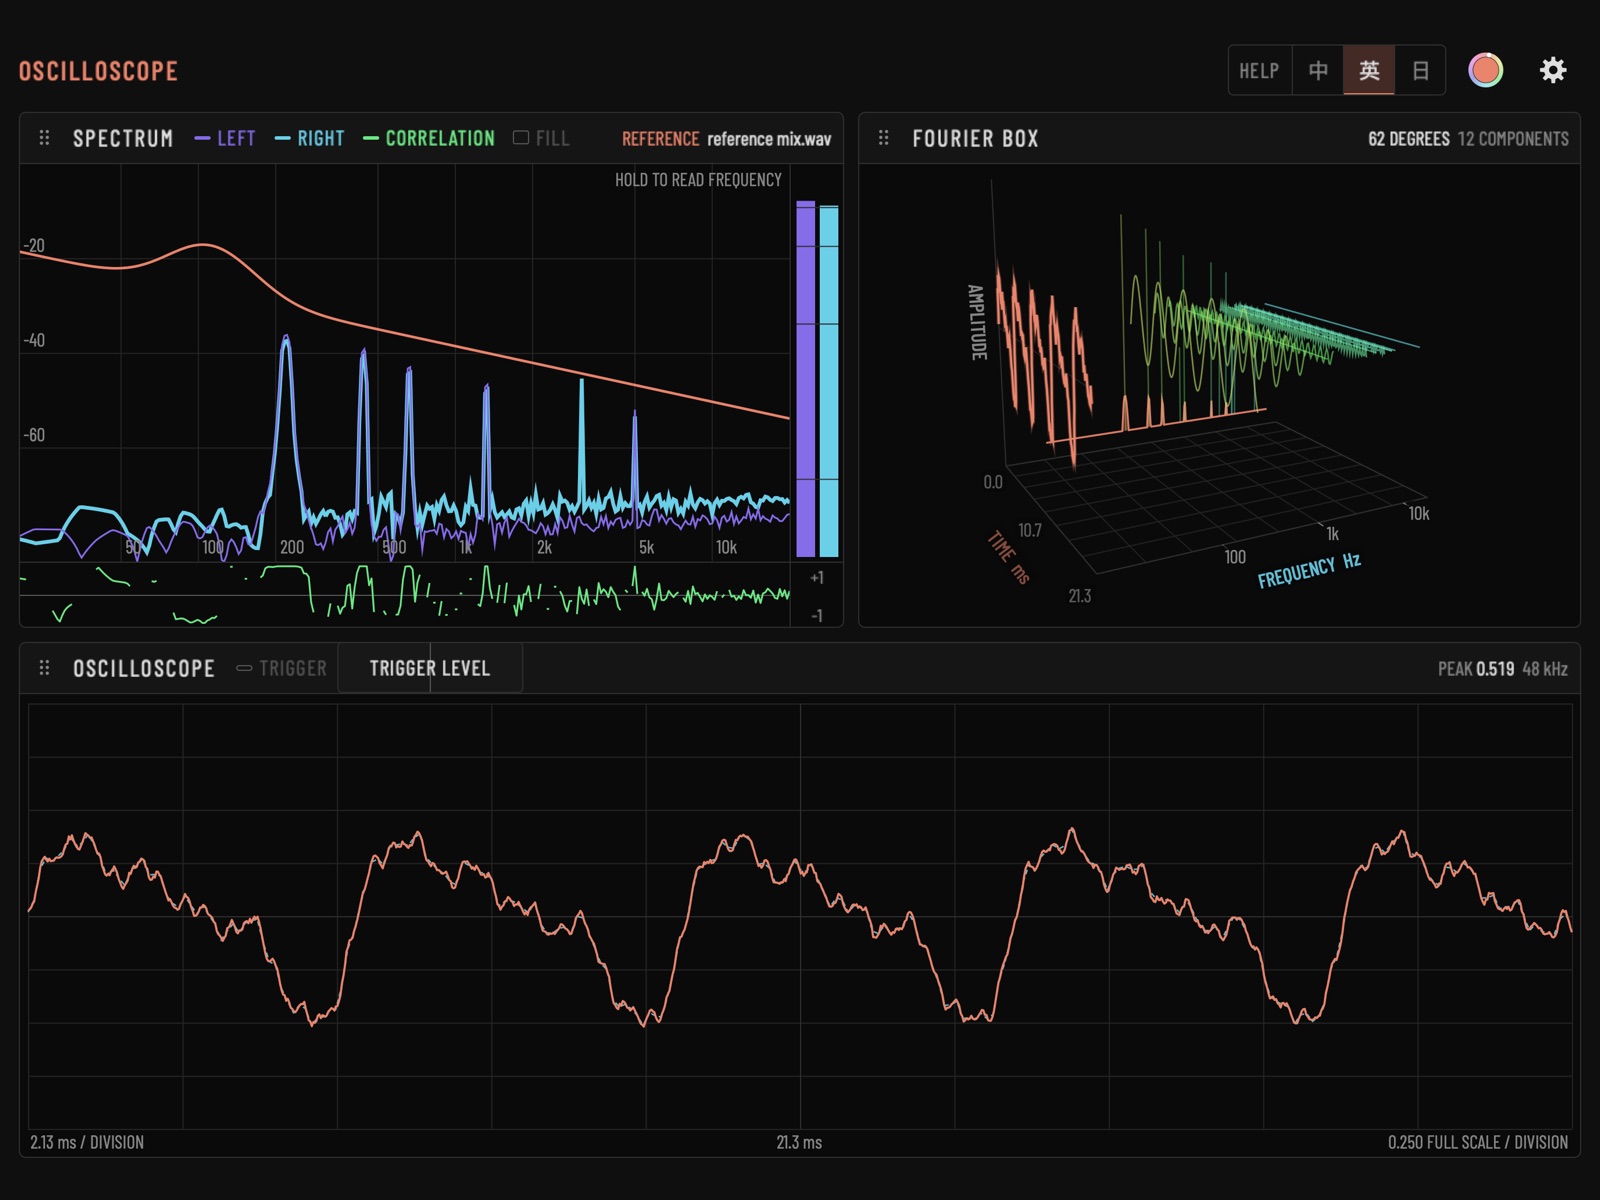 OSCILLOSCOPE
HELP 中 英 日
SPECTRUM LEFT RIGHT CORRELATION FILL REFERENCE reference mix.wav
HOLD TO READ FREQUENCY
-20
-40
-60
50 100 200 500 1k 2k 5k 10k
+1
-1
FOURIER BOX 62 DEGREES 12 COMPONENTS
AMPLITUDE
0.0
10.7
21.3
TIME ms
100
1k
10k
FREQUENCY Hz
OSCILLOSCOPE TRIGGER TRIGGER LEVEL PEAK 0.519 48 kHz
2.13 ms / DIVISION 21.3 ms 0.250 FULL SCALE / DIVISION